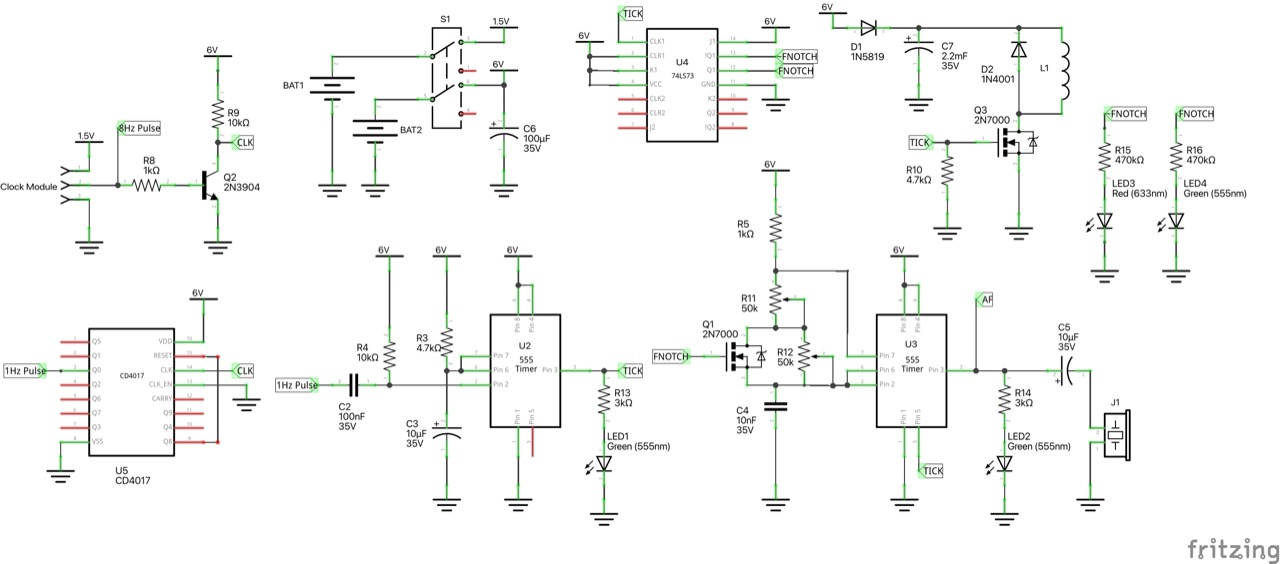 6V
R9
10kΩ
CLK
1.5V
8Hz Pulse
R8
1kΩ
Clock Module
Q2
2N3904
S1
1.5V
6V
BAT1
BAT2
C6
100µF
35V
TICK
6V
6V
CLK1
CLR1
K1
VCC
CLK2
CLR2
J2
U4
74LS73
J1
!Q1
Q1
GND
K2
Q2
!Q2
FNOTCH
FNOTCH
6V
D1
1N5819
C7
2.2mF
35V
D2
1N4001
L1
Q3
2N7000
TICK
R10
4.7kΩ
FNOTCH
R15
470kΩ
LED3
Red (633nm)
FNOTCH
R16
470kΩ
LED4
Green (555nm)
6V
1Hz Pulse
Q5
Q1
Q0
Q2
Q6
Q7
Q3
VSS
CD4017
VDD
RESET
CLK
CLK_EN
CARRY
Q9
Q4
Q8
CLK
U5
CD4017
6V
6V
6V
R4
10kΩ
R3
4.7kΩ
1Hz Pulse
C2
100nF
35V
C3
10µF
35V
Pin 8
Pin 4
U2
555
Timer
Pin 7
Pin 6
Pin 2
Pin 3
Pin 1
Pin 5
TICK
R13
3kΩ
LED1
Green (555nm)
6V
R5
1kΩ
R11
50k
Q1
2N7000
FNOTCH
R12
50k
C4
10nF
35V
6V
Pin 8
Pin 4
U3
555
Timer
Pin 7
Pin 6
Pin 2
Pin 3
Pin 1
Pin 5
TICK
AF
R14
3kΩ
LED2
Green (555nm)
C5
10µF
35V
J1
fritzing